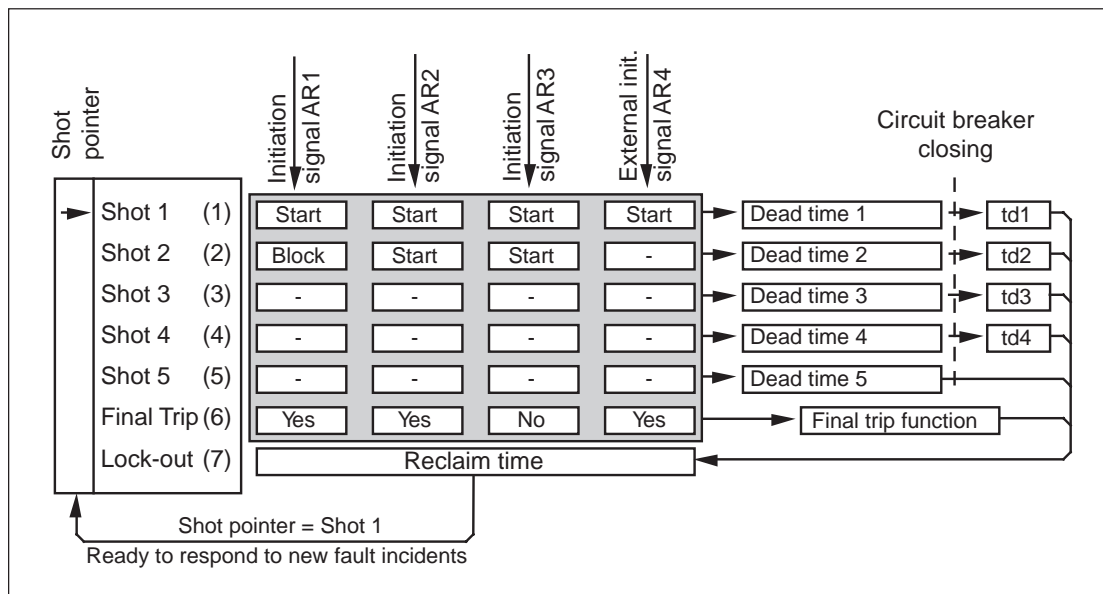 Shot
pointer
Initiation
signal AR1
Initiation
signal AR2
Initiation
signal AR3
External init.
signal AR4
Circuit breaker
closing
Shot 1 (1) Start Start Start Start Dead time 1 td1
Shot 2 (2) Block Start Start - Dead time 2 td2
Shot 3 (3) - - - - Dead time 3 td3
Shot 4 (4) - - - - Dead time 4 td4
Shot 5 (5) - - - - Dead time 5
Final Trip (6) Yes Yes No Yes Final trip function
Lock-out (7) Reclaim time
Shot pointer = Shot 1
Ready to respond to new fault incidents